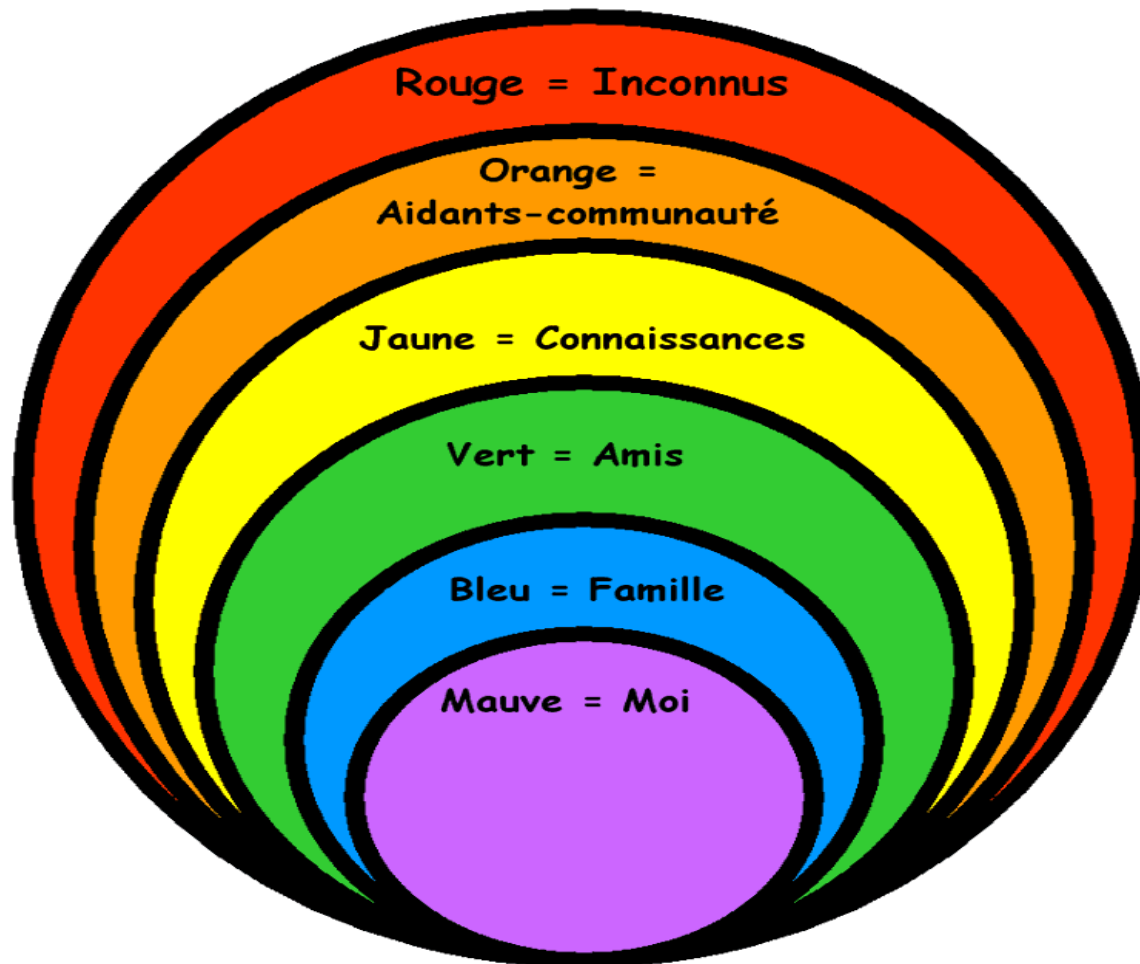 Rouge = Inconnus
Orange =
Aidants-communauté
Jaune = Connaissances
Vert = Amis
Bleu = Famille
Mauve = Moi